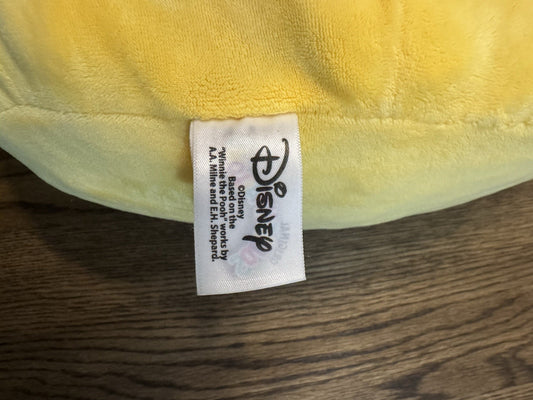 DISNEY
©Disney
Based on the
"Winnie the Pooh" works by
A.A. Milne and E.H. Shepard.